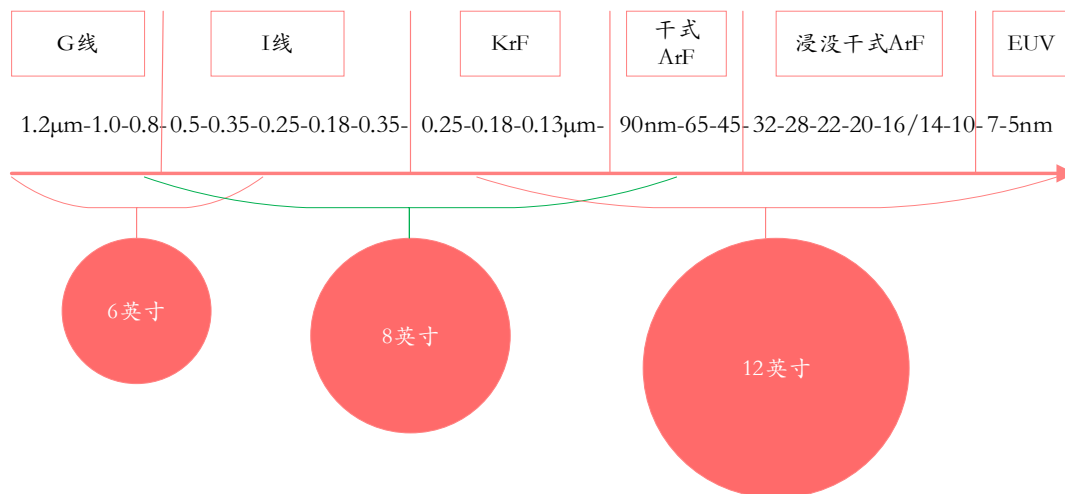 G线
I线
KrF
干式
ArF
浸没干式ArF
EUV
1.2μm-1.0-0.8-0.5-0.35-0.25-0.18-0.35- 0.25-0.18-0.13μm- 90nm-65-45-32-28-22-20-16/14-10-7-5nm
6英寸
8英寸
12英寸